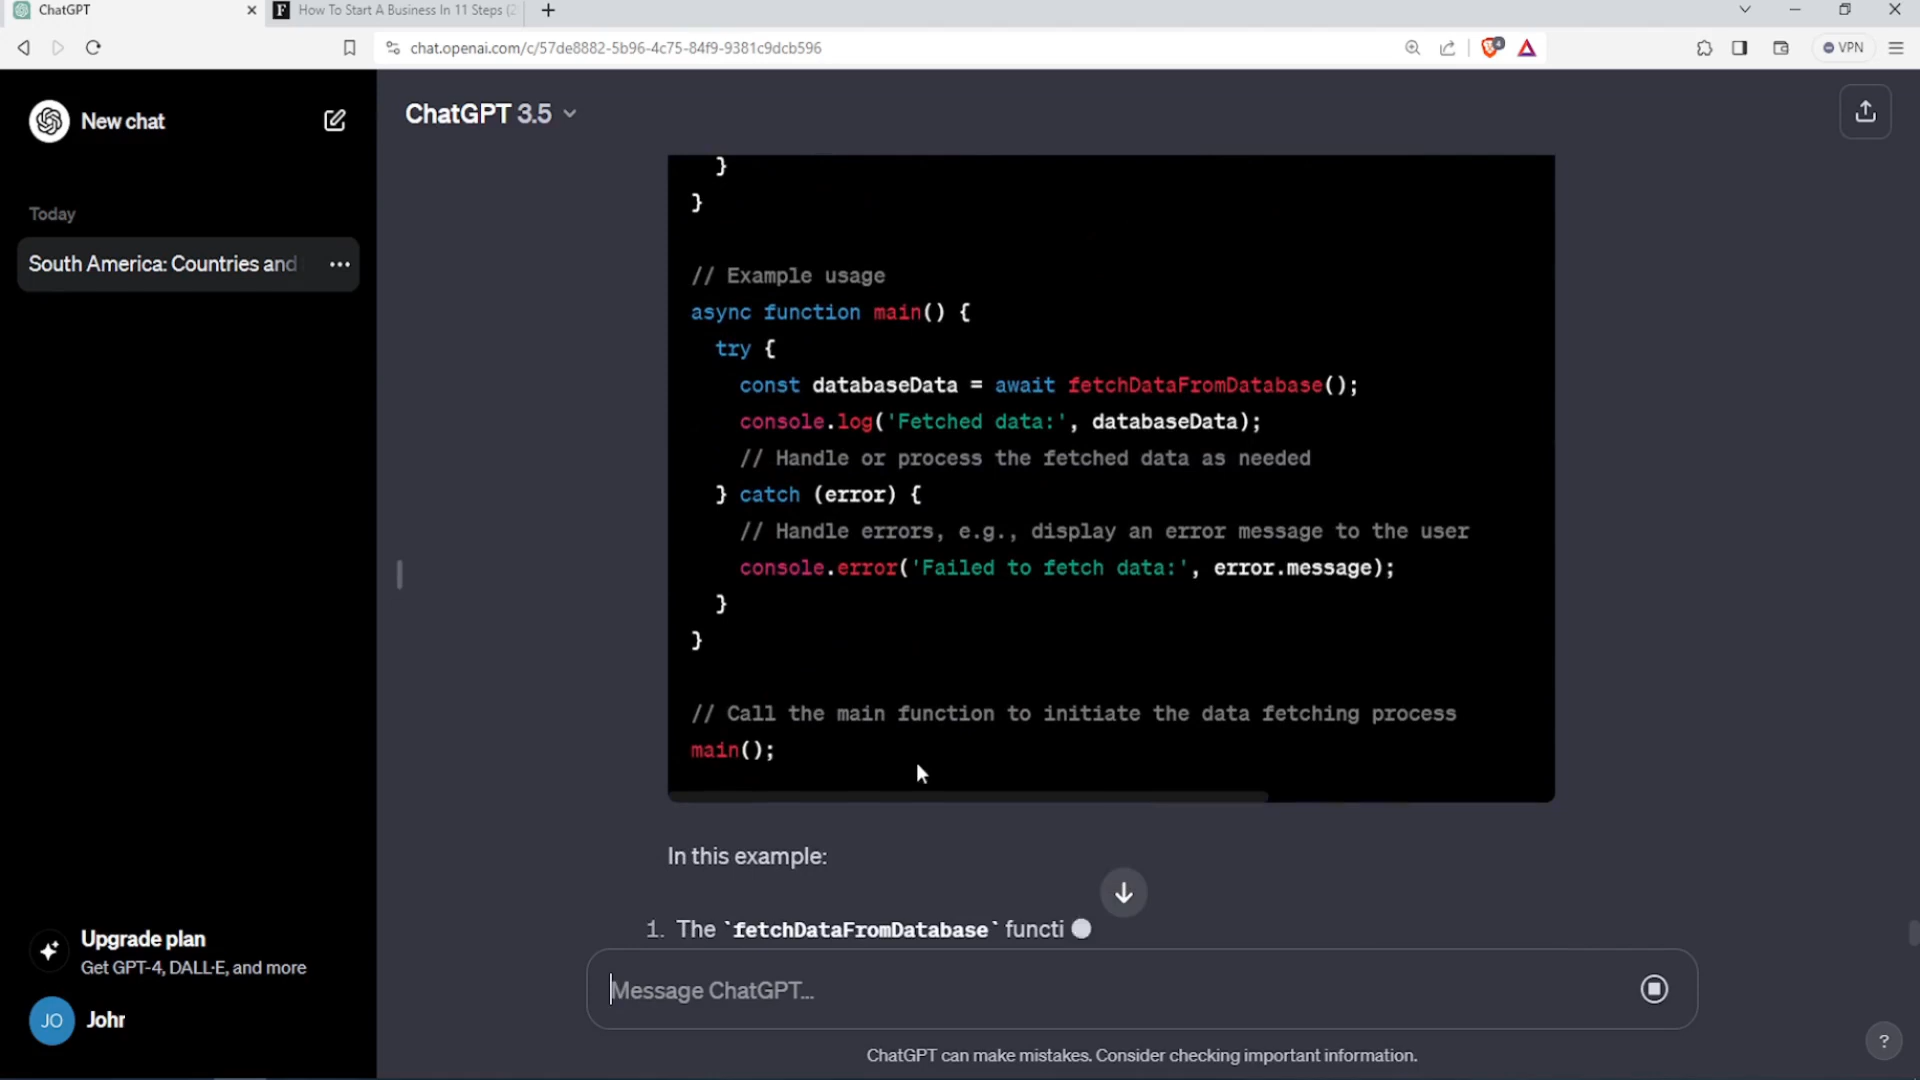 ChatGPT
How To Start A Business In 11 Steps (2
chat.openai.com/c/57de8882-5b96-4c75-84f9-9381c9dcb596
4
VPN
New chat
Today
South America: Countries and
Upgrade plan
Get GPT-4, DALL·E, and more
JO
John
ChatGPT 3.5
}
}
// Example usage
async function main() {
try {
const databaseData = await fetchDataFromDatabase();
console.log('Fetched data:', databaseData);
// Handle or process the fetched data as needed
} catch (error) {
// Handle errors, e.g., display an error message to the user
console.error('Failed to fetch data:', error.message);
}
}
// Call the main function to initiate the data fetching process
main();
In this example:
1. The `fetchDataFromDatabase` functi
Message ChatGPT...
ChatGPT can make mistakes. Consider checking important information.
?